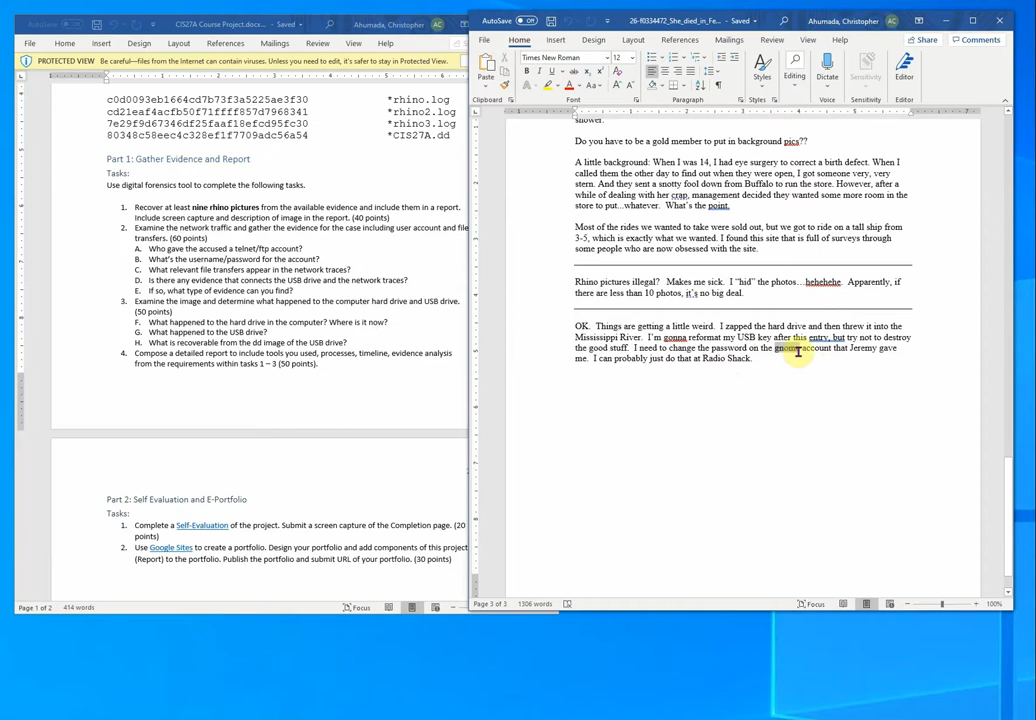 AutoSave Off
CIS27A Course Project.docx... - Saved
Ahumada, Christopher AC
File Home Insert Design Layout References Mailings Review View Help
PROTECTED VIEW Be careful—files from the Internet can contain viruses. Unless you need to edit, it's safer to stay in Protected View.
c0d0093eb1664cd7b73f3a5225ae3f30 *rhino.log
cd21eaf4acfb50f71ffff857d7968341 *rhino2.log
7e29f9d67346df25faaf18efcd95fc30 *rhino3.log
80348c58eec4c328ef1f7709adc56a54 *CIS27A.dd
Part 1: Gather Evidence and Report
Tasks:
Use digital forensics tool to complete the following tasks.
1. Recover at least nine rhino pictures from the available evidence and include them in a report.
Include screen capture and description of image in the report. (40 points)
2. Examine the network traffic and gather the evidence for the case including user account and file
transfers. (60 points)
A. Who gave the accused a telnet/ftp account?
B. What's the username/password for the account?
C. What relevant file transfers appear in the network traces?
D. Is there any evidence that connects the USB drive and the network traces?
E. If so, what type of evidence can you find?
3. Examine the image and determine what happened to the computer hard drive and USB drive.
(50 points)
F. What happened to the hard drive in the computer? Where is it now?
G. What happened to the USB drive?
H. What is recoverable from the dd image of the USB drive?
4. Compose a detailed report to include tools you used, processes, timeline, evidence analysis
from the requirements within tasks 1 – 3 (50 points).
Part 2: Self Evaluation and E-Portfolio
Tasks:
1. Complete a Self-Evaluation of the project. Submit a screen capture of the Completion page. (20
points)
2. Use Google Sites to create a portfolio. Design your portfolio and add components of this project
(Report) to the portfolio. Publish the portfolio and submit URL of your portfolio. (30 points)
Page 1 of 2 414 words Focus
AutoSave Off
26-f0334472_She_died_in_Fe... - Saved
Ahumada, Christopher AC
File Home Insert Design Layout References Mailings Review View Help Share Comments
Times New Roman 12
Paste Styles Editing Dictate Editor
Clipboard Font Paragraph Styles Voice Editor
shower.
Do you have to be a gold member to put in background pics??
A little background: When I was 14, I had eye surgery to correct a birth defect. When I
called them the other day to find out when they were open, I got someone very, very
stern. And they sent a snotty fool down from Buffalo to run the store. However, after a
while of dealing with her crap, management decided they wanted some more room in the
store to put...whatever. What's the point.
Most of the rides we wanted to take were sold out, but we got to ride on a tall ship from
3-5, which is exactly what we wanted. I found this site that is full of surveys through
some people who are now obsessed with the site.
Rhino pictures illegal? Makes me sick. I "hid" the photos…hehehehe. Apparently, if
there are less than 10 photos, it's no big deal.
OK. Things are getting a little weird. I zapped the hard drive and then threw it into the
Mississippi River. I'm gonna reformat my USB key after this entry, but try not to destroy
the good stuff. I need to change the password on the gnome account that Jeremy gave
me. I can probably just do that at Radio Shack.
Page 3 of 3 1306 words Focus 100%